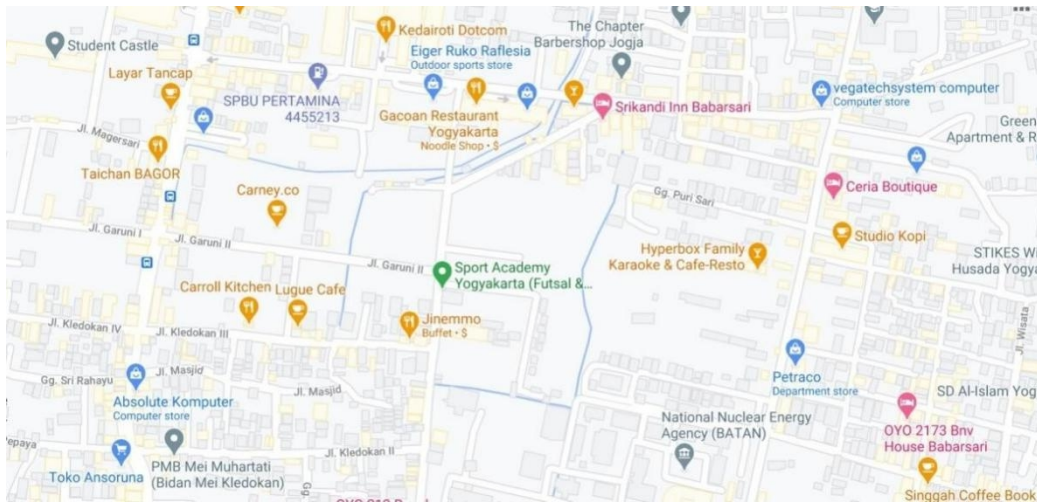 Kedairoti Dotcom
The Chapter
Barbershop Jogja
Student Castle
Eiger Ruko Raflesia
Outdoor sports store
Layar Tancap
SPBU PERTAMINA
4455213
vegatechsystem computer
Computer store
Gacoan Restaurant
Yogyakarta
Noodle Shop • $
Srikandi Inn Babarsari
Green
Apartment & R
Jl. Magersari
Taichan BAGOR
Carney.co
Gg. Puri Sari
Ceria Boutique
Jl. Garuni I
Jl. Garuni II
Studio Kopi
Hyperbox Family
Karaoke & Cafe-Resto
STIKES Wi
Husada Yogya
Jl. Garuni II
Sport Academy
Yogyakarta (Futsal &...
Carroll Kitchen
Lugue Cafe
Jinemmo
Buffet • $
Jl. Kledokan IV
Jl. Kledokan III
Jl. Wisata
Jl. Masjid
Gg. Sri Rahayu
Jl. Masjid
Petraco
Department store
SD Al-Islam Yog
Absolute Komputer
Computer store
National Nuclear Energy
Agency (BATAN)
OYO 2173 Bnv
House Babarsari
Jl. Kledokan II
Toko Ansoruna
PMB Mei Muhartati
(Bidan Mei Kledokan)
Gg.
Singgah Coffee Book